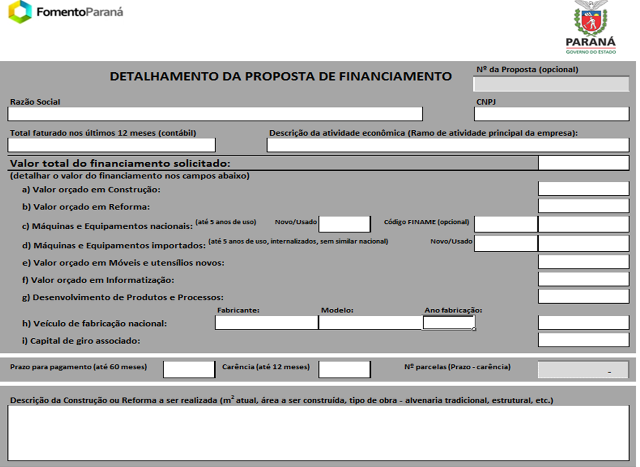 FomentoParaná
PARANÁ
GOVERNO DO ESTADO
DETALHAMENTO DA PROPOSTA DE FINANCIAMENTO
Nº da Proposta (opcional)
Razão Social
CNPJ
Total faturado nos últimos 12 meses (contábil)
Descrição da atividade econômica (Ramo de atividade principal da empresa):
Valor total do financiamento solicitado:
(detalhar o valor do financiamento nos campos abaixo)
a) Valor orçado em Construção:
b) Valor orçado em Reforma:
c) Máquinas e Equipamentos nacionais: (até 5 anos de uso) Novo/Usado Código FINAME (opcional)
d) Máquinas e Equipamentos importados: (até 5 anos de uso, internalizados, sem similar nacional) Novo/Usado
e) Valor orçado em Móveis e utensílios novos:
f) Valor orçado em Informatização:
g) Desenvolvimento de Produtos e Processos:
Fabricante: Modelo: Ano fabricação:
h) Veículo de fabricação nacional:
i) Capital de giro associado:
Prazo para pagamento (até 60 meses) Carência (até 12 meses) Nº parcelas (Prazo - carência) -
Descrição da Construção ou Reforma a ser realizada (m² atual, área a ser construída, tipo de obra - alvenaria tradicional, estrutural, etc.)